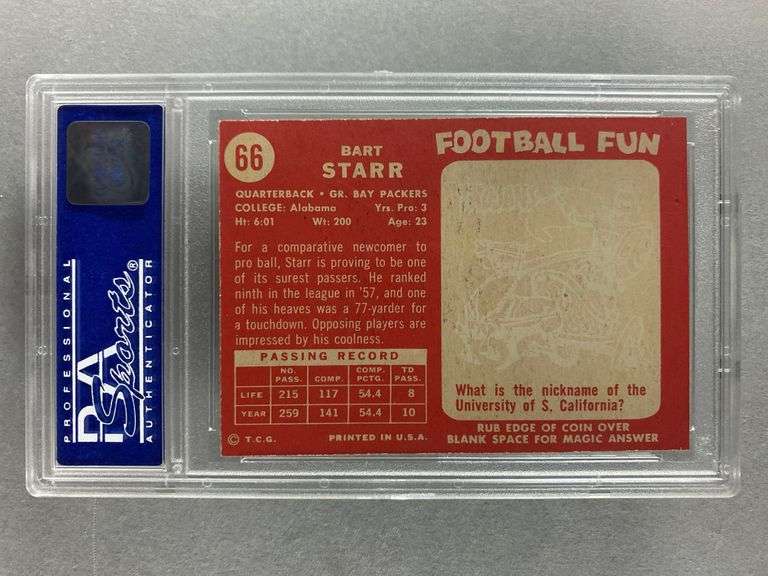 PROFESSIONAL
PSA Sports®
AUTHENTICATOR
66
BART
STARR
QUARTERBACK • GR. BAY PACKERS
COLLEGE: Alabama Yrs. Pro: 3
Ht: 6:01 Wt: 200 Age: 23
For a comparative newcomer to
pro ball, Starr is proving to be one
of its surest passers. He ranked
ninth in the league in '57, and one
of his heaves was a 77-yarder for
a touchdown. Opposing players are
impressed by his coolness.
PASSING RECORD
NO. PASS. COMP. COMP. PCTG. TD PASS.
LIFE 215 117 54.4 8
YEAR 259 141 54.4 10
© T.C.G. PRINTED IN U.S.A.
FOOTBALL FUN
What is the nickname of the
University of S. California?
RUB EDGE OF COIN OVER
BLANK SPACE FOR MAGIC ANSWER